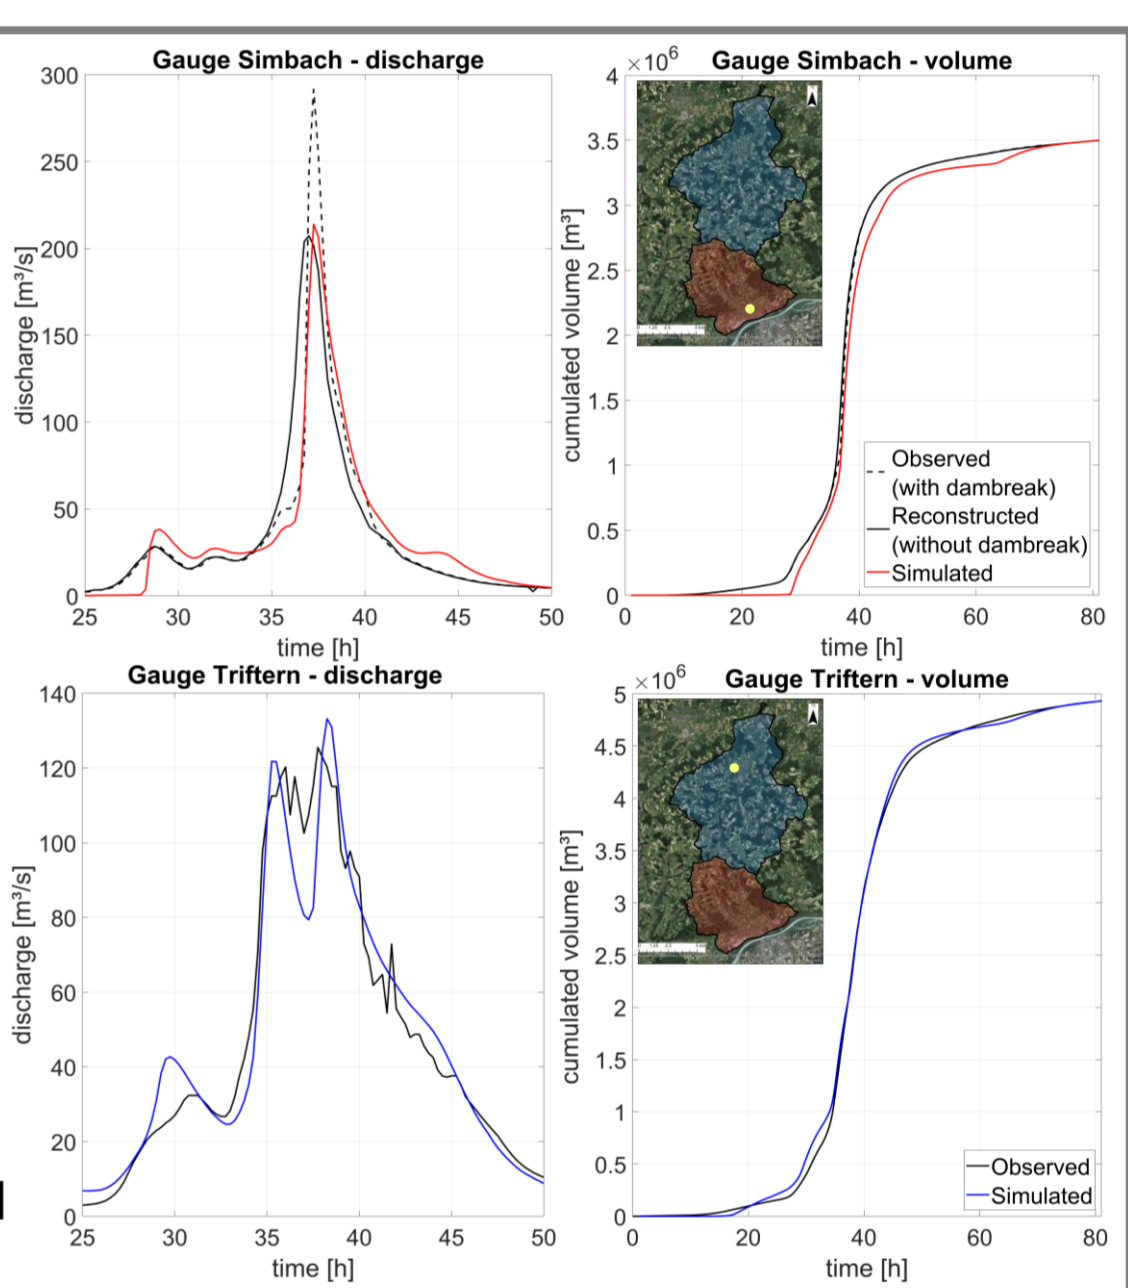 Gauge Simbach - discharge
300
250
200
150
100
50
0
25 30 35 40 45 50
discharge [m³/s]
time [h]
Gauge Simbach - volume
×10⁶
4
3.5
3
2.5
2
1.5
1
0.5
0
0 20 40 60 80
cumulated volume [m³]
time [h]
Observed
(with dambreak)
Reconstructed
(without dambreak)
Simulated
Gauge Triftern - discharge
140
120
100
80
60
40
20
0
25 30 35 40 45 50
discharge [m³/s]
time [h]
Gauge Triftern - volume
×10⁶
5
4.5
4
3.5
3
2.5
2
1.5
1
0.5
0
0 20 40 60 80
cumulated volume [m³]
time [h]
Observed
Simulated